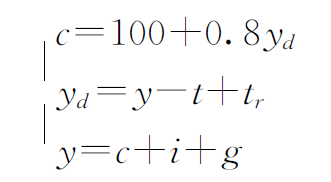 c=100+0.8y_d
y_d=y−t+t_r
y=c+i+g